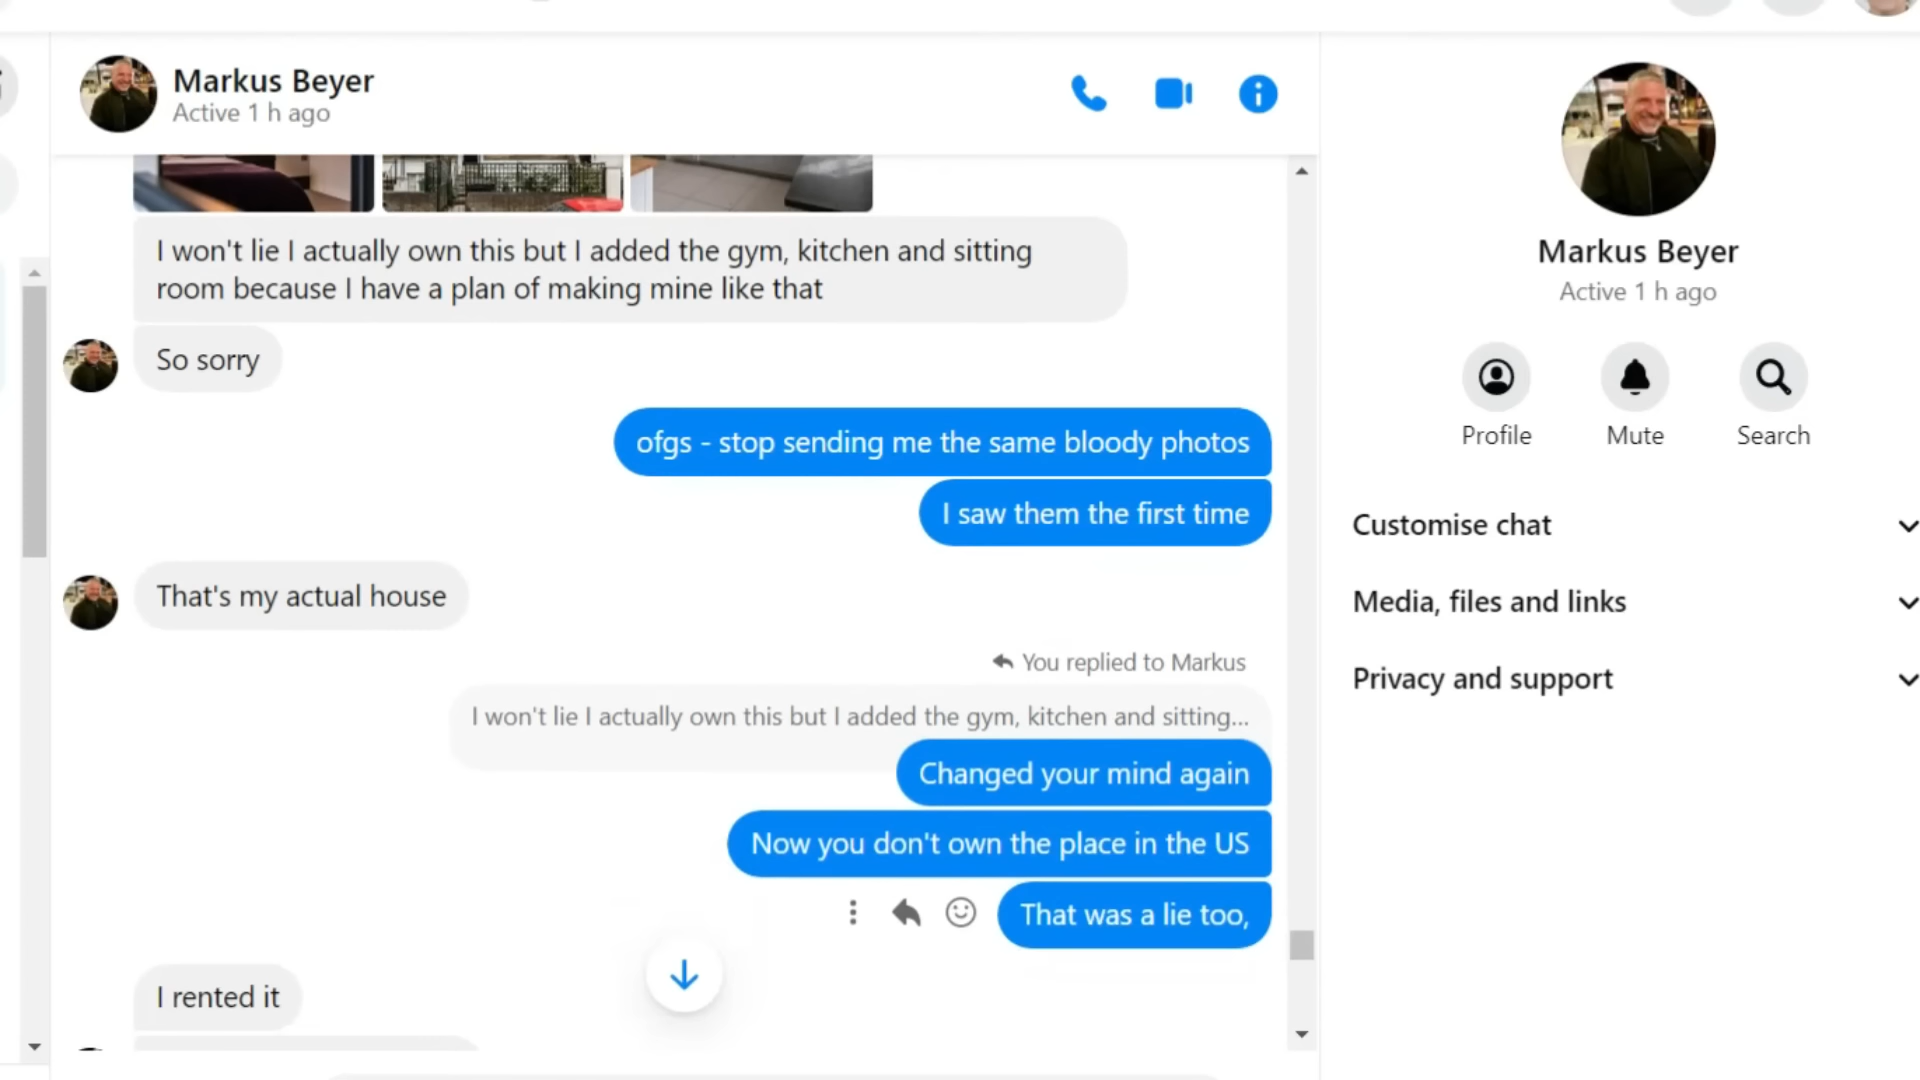 Markus Beyer
Active 1 h ago
I won't lie I actually own this but I added the gym, kitchen and sitting
room because I have a plan of making mine like that
So sorry
ofgs - stop sending me the same bloody photos
I saw them the first time
That's my actual house
You replied to Markus
I won't lie I actually own this but I added the gym, kitchen and sitting...
Changed your mind again
Now you don't own the place in the US
That was a lie too,
I rented it
Markus Beyer
Active 1 h ago
Profile
Mute
Search
Customise chat
Media, files and links
Privacy and support